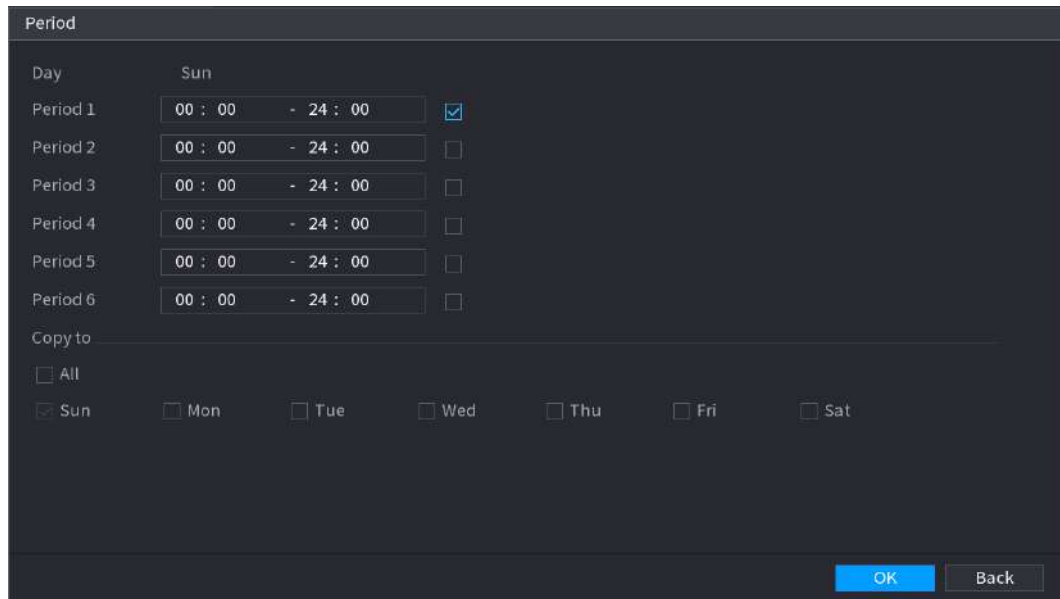 Period
Day Sun
Period 1 00 : 00 - 24 : 00
Period 2 00 : 00 - 24 : 00
Period 3 00 : 00 - 24 : 00
Period 4 00 : 00 - 24 : 00
Period 5 00 : 00 - 24 : 00
Period 6 00 : 00 - 24 : 00
Copy to
All
Sun Mon Tue Wed Thu Fri Sat
OK Back